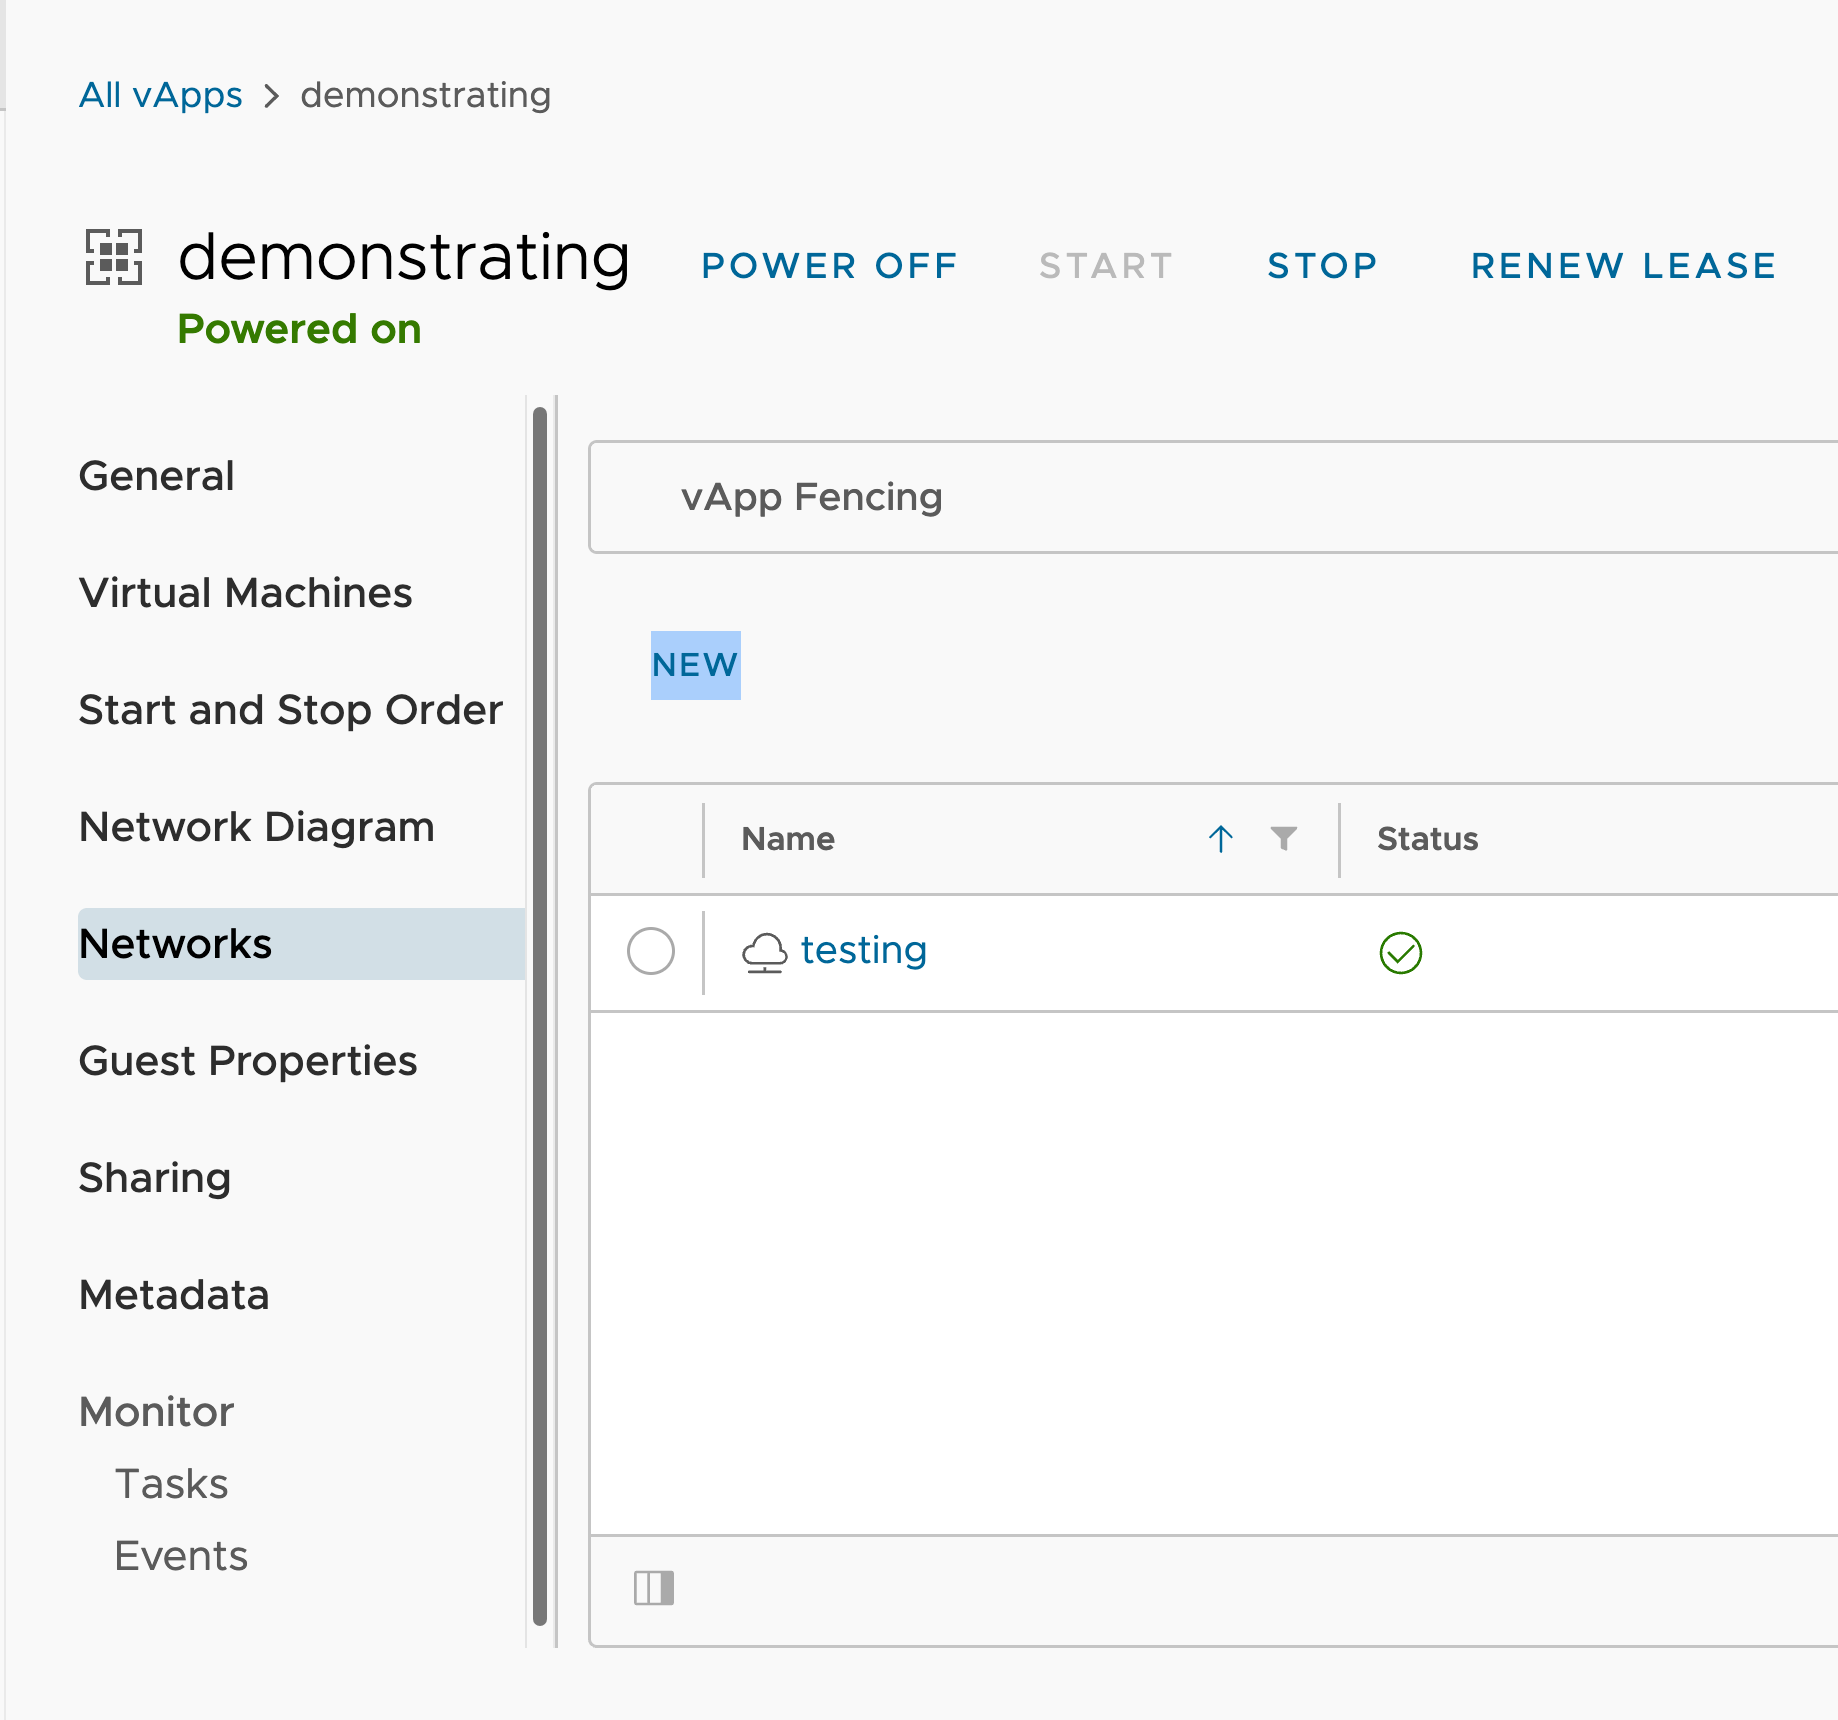 All vApps > demonstrating
demonstrating POWER OFF START STOP RENEW LEASE
Powered on
General
Virtual Machines
Start and Stop Order
Network Diagram
Networks
Guest Properties
Sharing
Metadata
Monitor
Tasks
Events
vApp Fencing
NEW
Name Status
testing